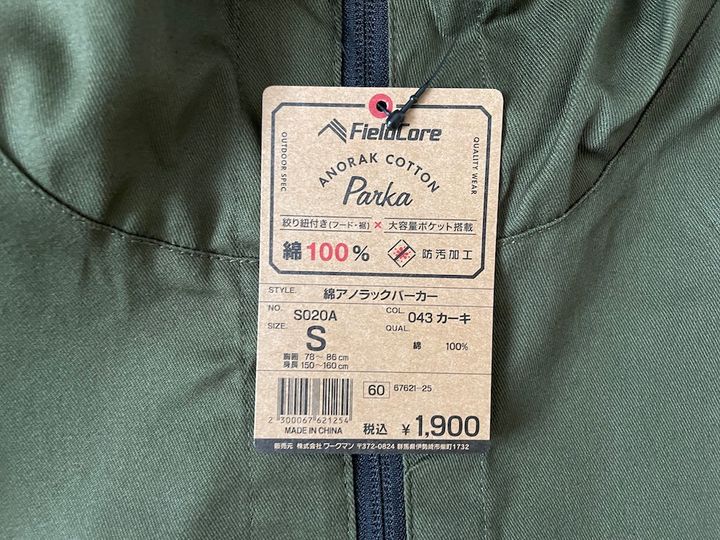 FieldCore
ANORAK COTTON
Parka
OUTDOOR SPEC
QUALITY WEAR
絞り紐付き(フード・裾) × 大容量ポケット搭載
綿100% 防汚加工
STYLE. 綿アノラックパーカー
NO. S020A COL. 043 カーキ
SIZE. S QUAL. 綿 100%
胸囲 78～86cm
身長 150～160cm
60 67621-25
2 300067 621254
MADE IN CHINA 税込 ¥1,900
販売元 株式会社 ワークマン 〒372-0824 群馬県伊勢崎市柴町1732